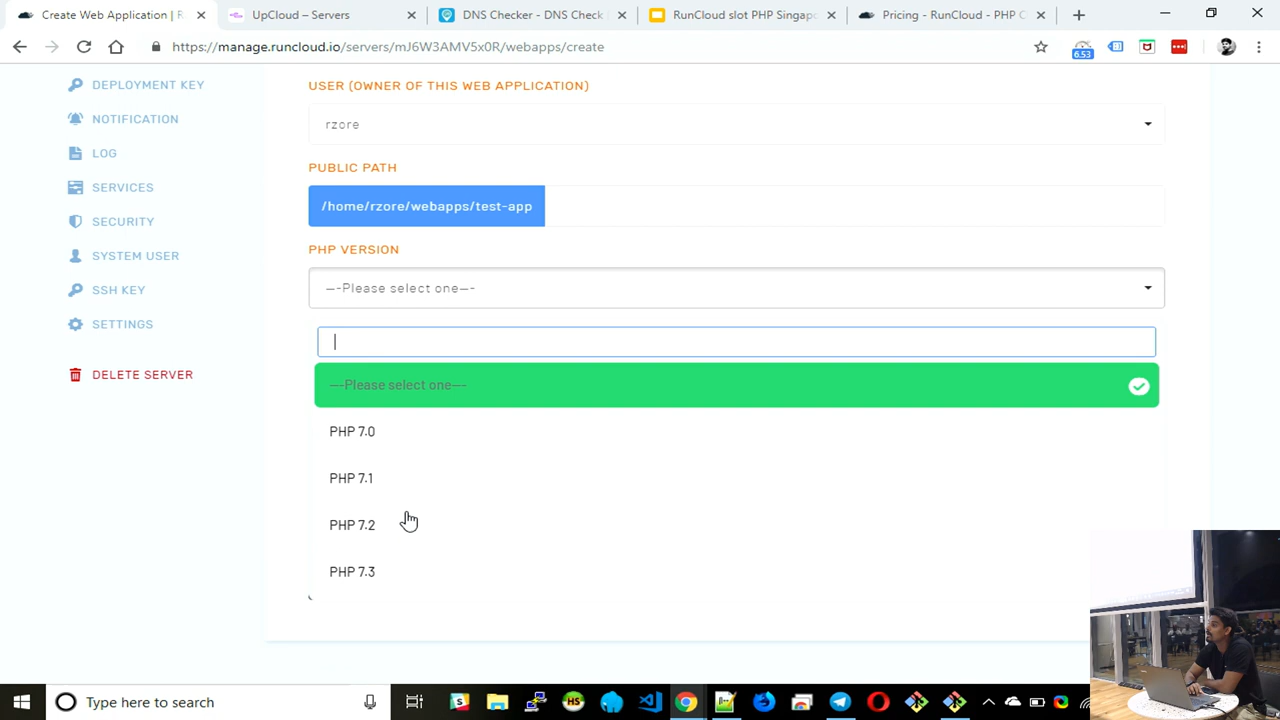 Create Web Application | R
UpCloud – Servers
DNS Checker - DNS Check
RunCloud slot PHP Singap
Pricing - RunCloud - PHP C
https://manage.runcloud.io/servers/mJ6W3AMV5x0R/webapps/create
6.53
DEPLOYMENT KEY
NOTIFICATION
LOG
SERVICES
SECURITY
SYSTEM USER
SSH KEY
SETTINGS
DELETE SERVER
USER (OWNER OF THIS WEB APPLICATION)
rzore
PUBLIC PATH
/home/rzore/webapps/test-app
PHP VERSION
—-Please select one—-
—-Please select one—-
PHP 7.0
PHP 7.1
PHP 7.2
PHP 7.3
Type here to search
HS